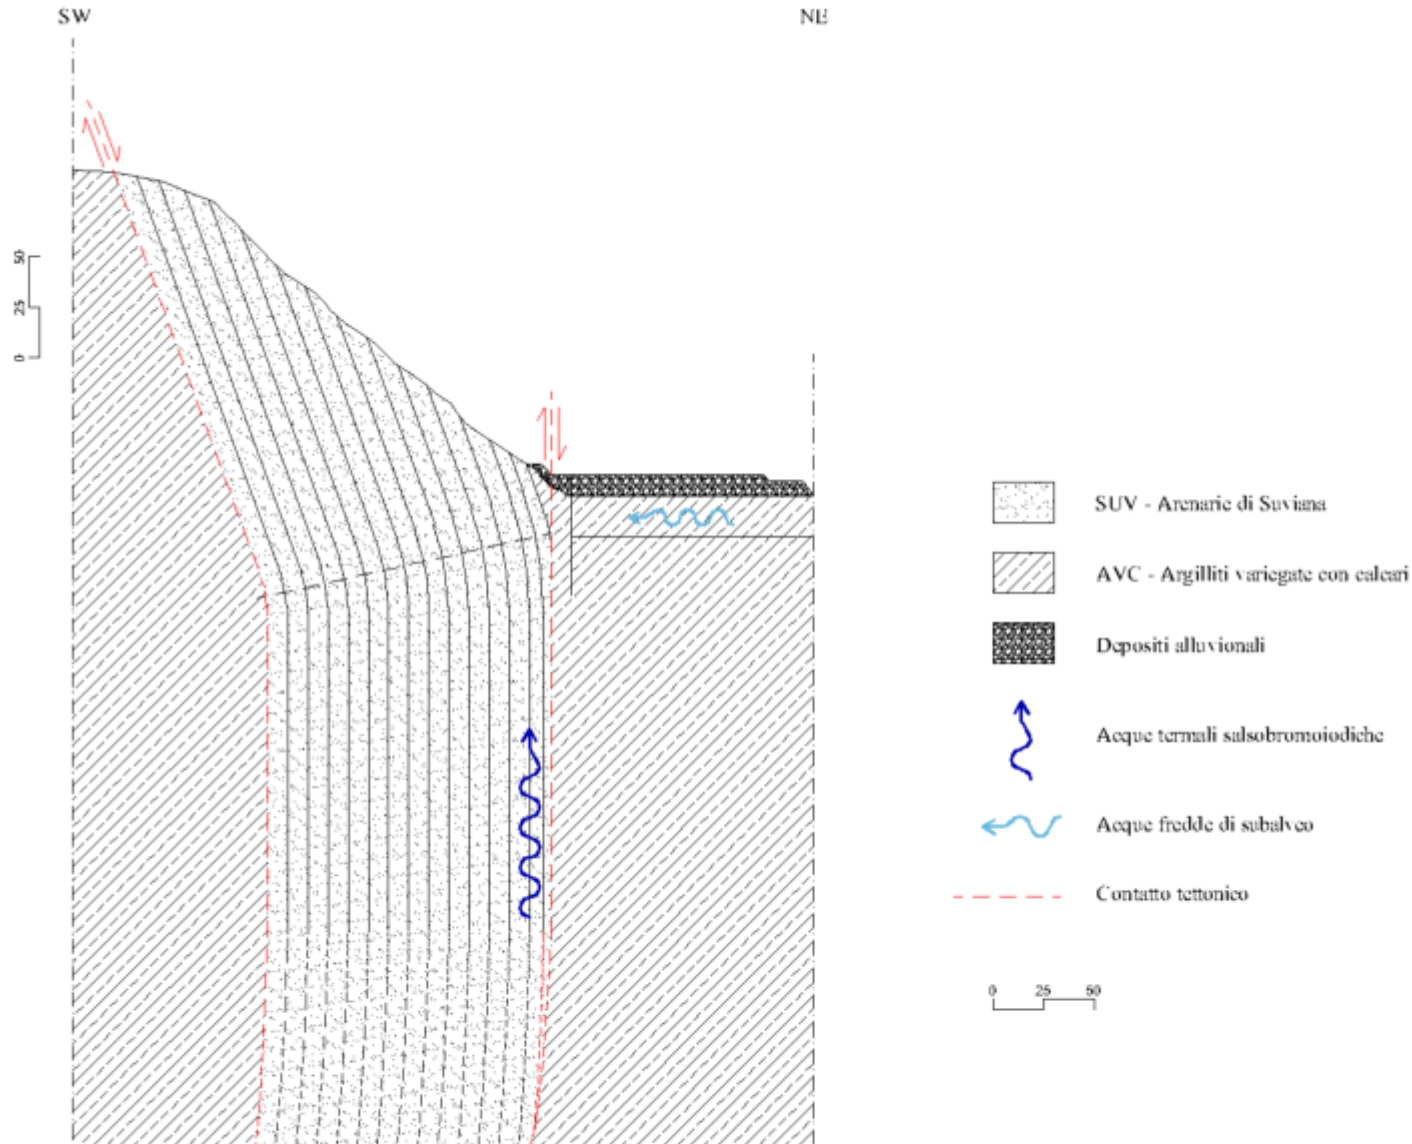 SW
NE
50
25
0
SUV - Arenarie di Suviana
AVC - Argilliti variegate con calcari
Depositi alluvionali
Acque termali salsobromoiodiche
Acque fredde di subalveo
Contatto tettonico
0 25 50